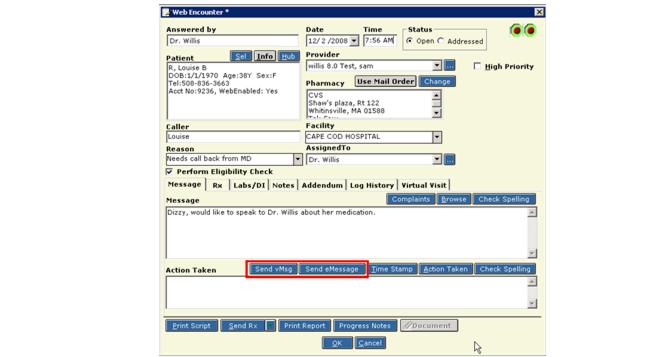 Web Encounter *
Answered by
Date
Time
Status
Dr. Willis
12/ 2 /2008
7:56 AM
Open
Addressed
Patient
Sel
Info
Hub
Provider
R, Louise B
DOB:1/1/1970 Age:38Y Sex:F
Tel:508-836-3663
Acct No:9236, WebEnabled: Yes
willis 8.0 Test, sam
...
High Priority
Pharmacy
Use Mail Order
Change
CVS
Shaw's plaza, Rt 122
Whitinsville, MA 01588
Caller
Facility
Louise
CAPE COD HOSPITAL
Reason
AssignedTo
Needs call back from MD
Dr. Willis
...
Perform Eligibility Check
Message
Rx
Labs/DI
Notes
Addendum
Log History
Virtual Visit
Message
Complaints
Browse
Check Spelling
Dizzy, would like to speak to Dr. Willis about her medication.
Action Taken
Send vMsg
Send eMessage
Time Stamp
Action Taken
Check Spelling
Print Script
Send Rx
Print Report
Progress Notes
Document
OK
Cancel